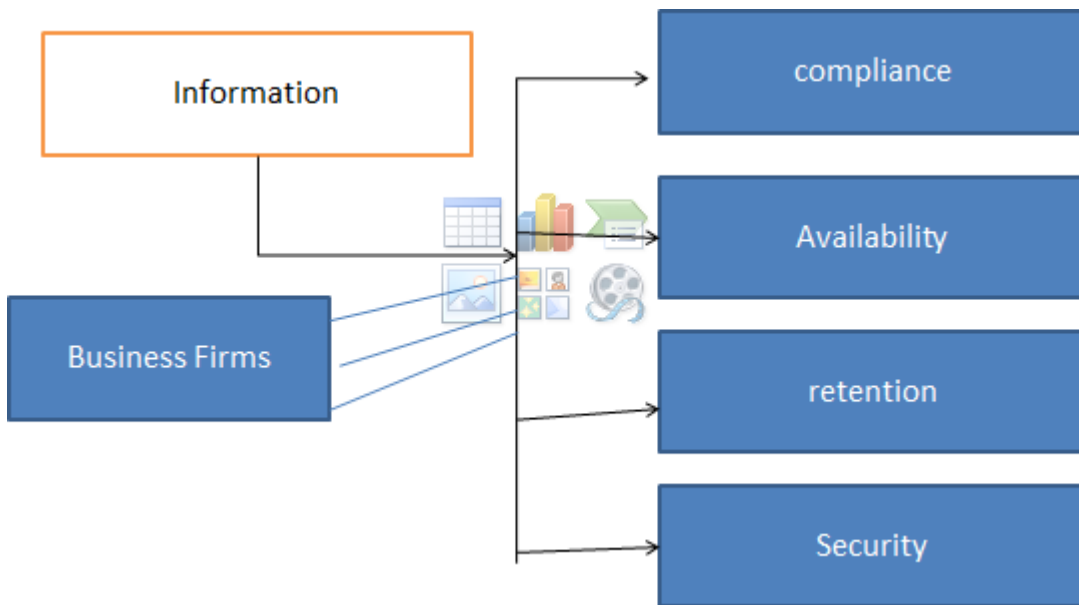 Information
compliance
Availability
Business Firms
retention
Security